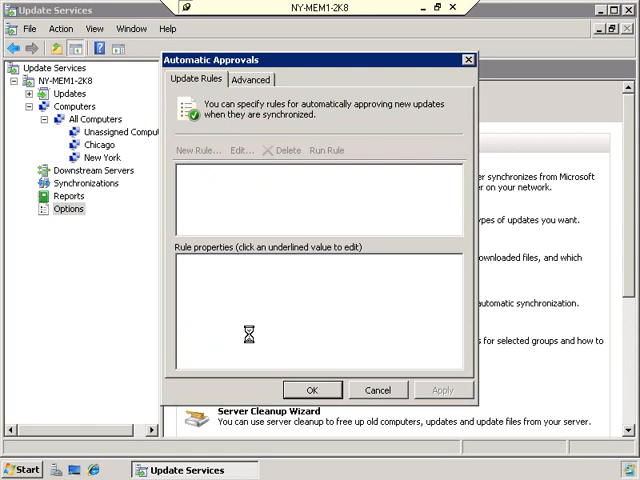 NY-MEM1-2K8
Update Services
File Action View Window Help
Update Services
NY-MEM1-2K8
Updates
Computers
All Computers
Unassigned Compu
Chicago
New York
Downstream Servers
Synchronizations
Reports
Options
Automatic Approvals
Update Rules Advanced
You can specify rules for automatically approving new updates
when they are synchronized.
New Rule... Edit... Delete Run Rule
Rule properties (click an underlined value to edit)
OK Cancel Apply
er synchronizes from Microsoft
er on your network.
ypes of updates you want.
ownloaded files, and which
automatic synchronization.
s for selected groups and how to
Server Cleanup Wizard
You can use server cleanup to free up old computers, updates and update files from your server.
Start Update Services